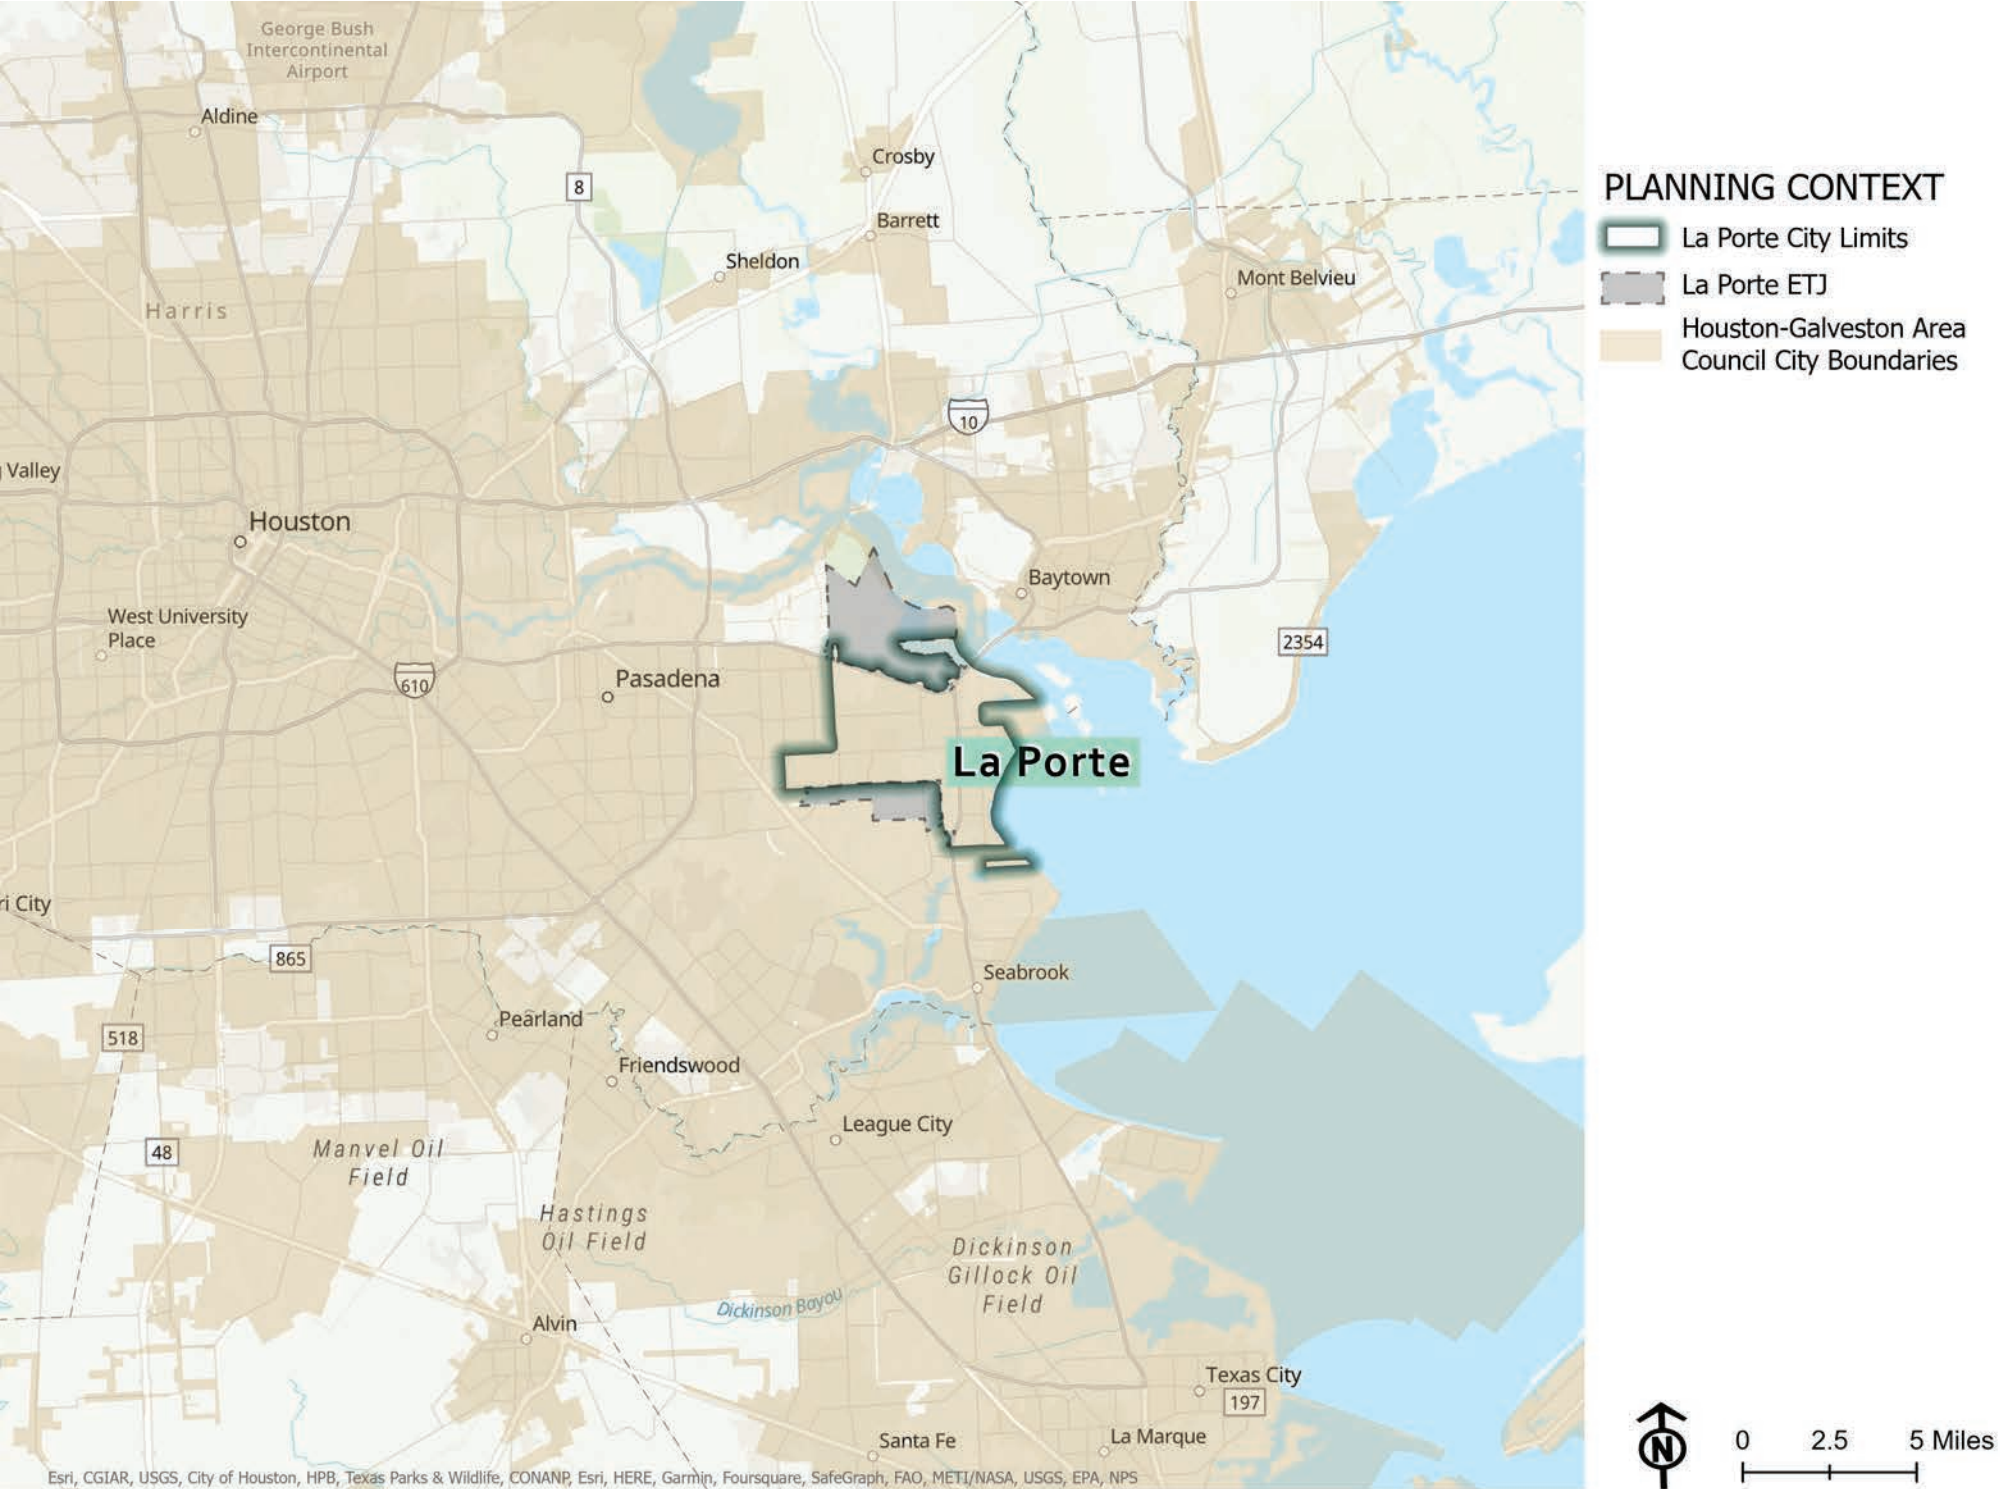 George Bush
Intercontinental
Airport
Aldine
Crosby
8
Barrett
Sheldon
Mont Belvieu
Harris
10
Valley
Houston
Baytown
West University
Place
2354
610
Pasadena
La Porte
ri City
865
Seabrook
518
Pearland
Friendswood
League City
48
Manvel Oil
Field
Hastings
Oil Field
Dickinson
Gillock Oil
Field
Dickinson Bayou
Alvin
Texas City
197
Santa Fe
La Marque
Esri, CGIAR, USGS, City of Houston, HPB, Texas Parks & Wildlife, CONANP, Esri, HERE, Garmin, Foursquare, SafeGraph, FAO, METI/NASA, USGS, EPA, NPS
PLANNING CONTEXT
La Porte City Limits
La Porte ETJ
Houston-Galveston Area
Council City Boundaries
N
0 2.5 5 Miles